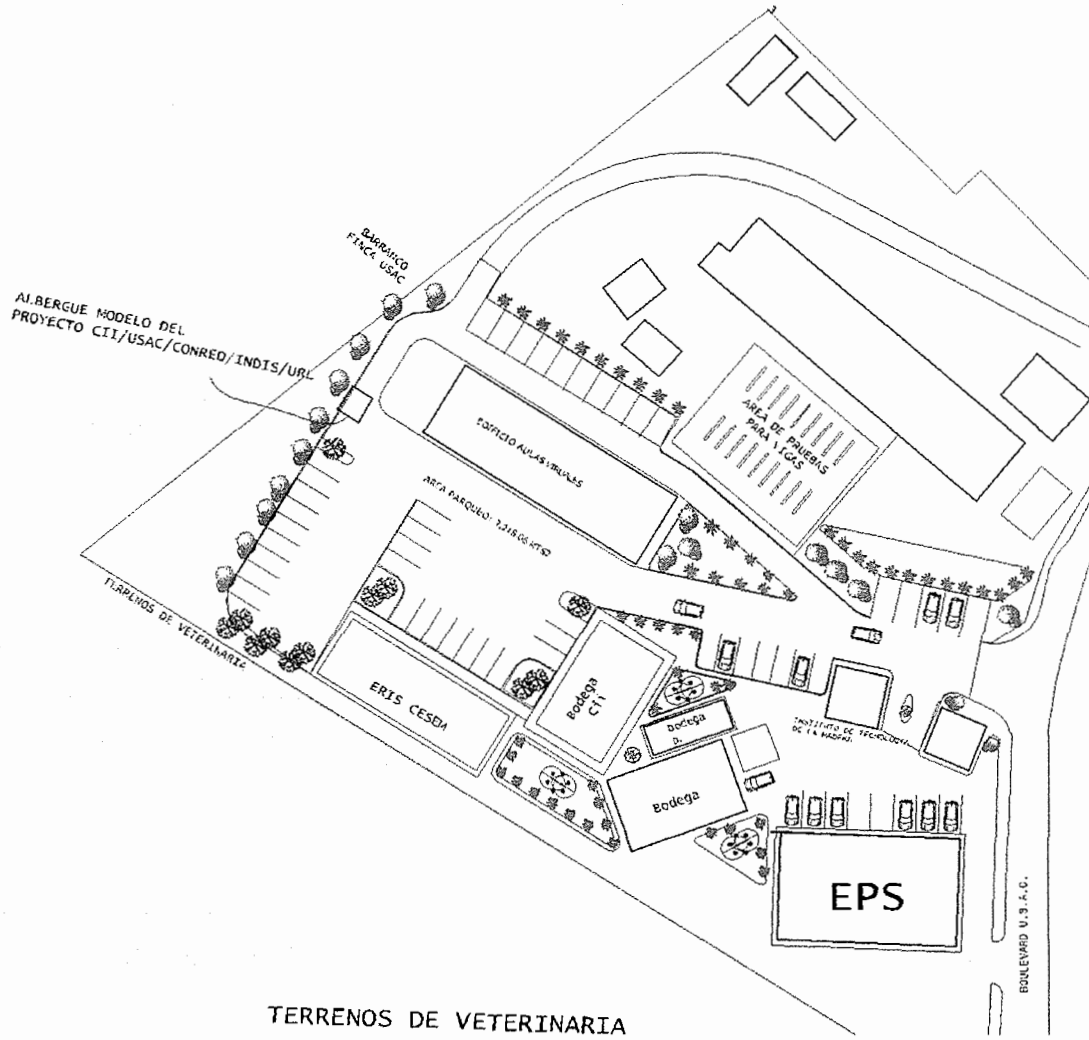 BARRANCO
FINCA USAC
ALBERGUE MODELO DEL
PROYECTO CII/USAC/CONRED/INDIS/URL
AREA DE PRUEBAS
PARA VIGAS
EDIFICIO AULAS VIRTUALES
AREA PARQUEO:
TERRENOS DE VETERINARIA
ERIS CESEM
Bodega
CII
Bodega
Bodega
INSTITUTO DE TECNOLOGIA
DE LA MADERA
EPS
BOULEVARD U.S.A.C.
TERRENOS DE VETERINARIA